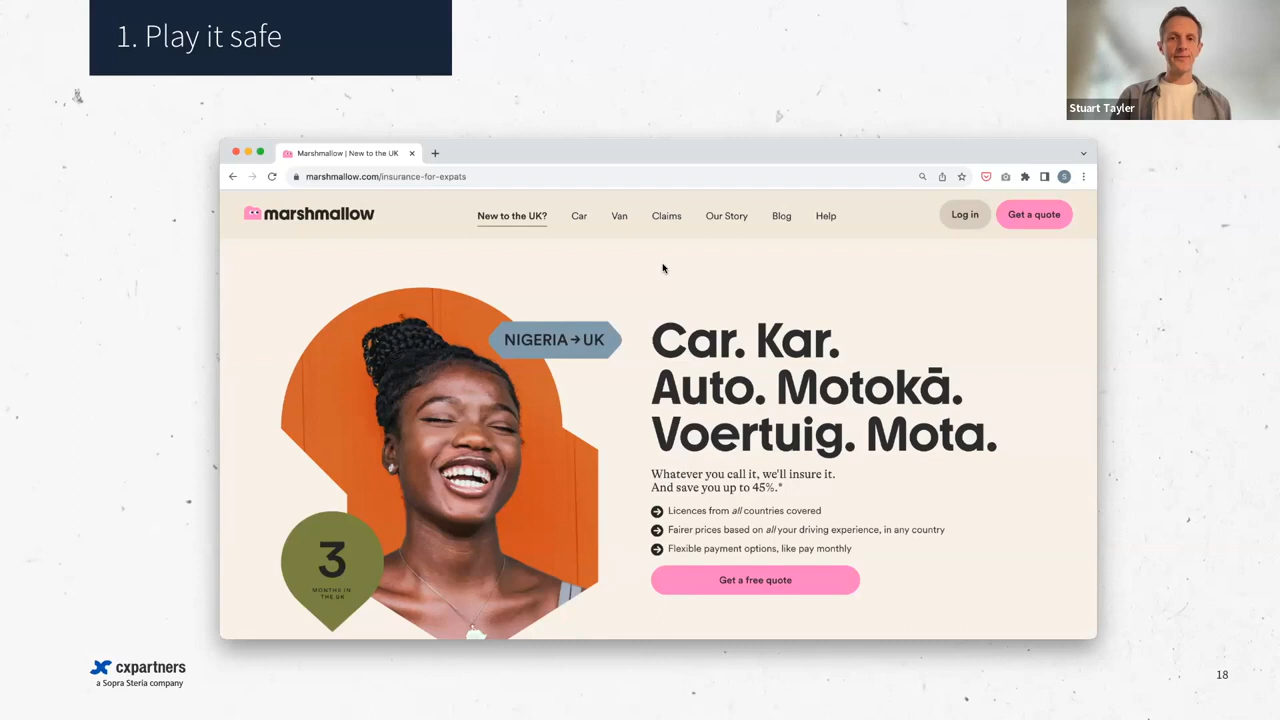 1. Play it safe
Stuart Tayler
Marshmallow | New to the UK
marshmallow.com/insurance-for-expats
S
marshmallow
New to the UK?
Car
Van
Claims
Our Story
Blog
Help
Log in
Get a quote
NIGERIA → UK
Car. Kar.
Auto. Motokā.
Voertuig. Mota.
Whatever you call it, we'll insure it.
And save you up to 45%.*
Licences from all countries covered
Fairer prices based on all your driving experience, in any country
Flexible payment options, like pay monthly
Get a free quote
3
MONTHS IN
THE UK
cxpartners
a Sopra Steria company
18